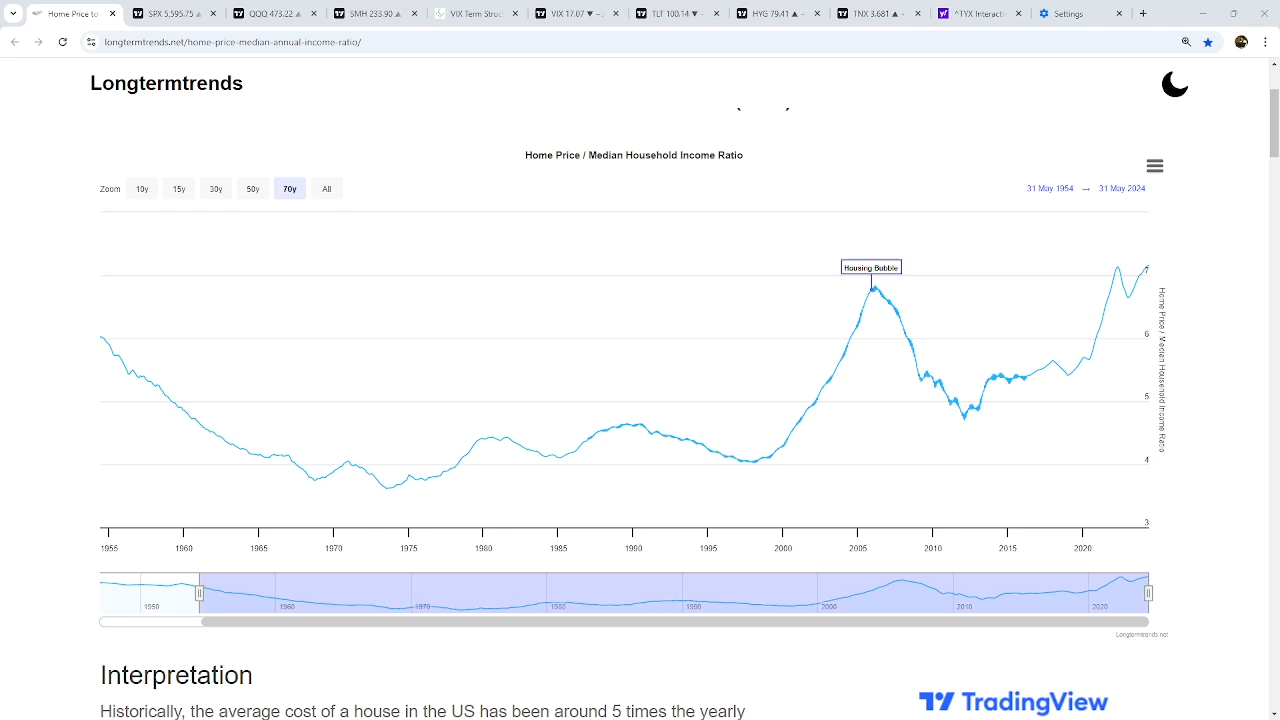 Home Price to
SPX 5,595.75 ▲
QQQ 473.22 ▲
SMH 233.90 ▲
Term Struc
VIX 17.07 ▼ −
TLT 100.14 ▼
HYG 79.41 ▲ +
^TYX Interacti
Settings
longtermtrends.net/home-price-median-annual-income-ratio/
Longtermtrends
Home Price / Median Household Income Ratio
Zoom 10y 15y 30y 50y 70y All
31 May 1954 → 31 May 2024
Housing Bubble
7
6
5
4
3
Home Price / Median Household Income Ratio
1955 1960 1965 1970 1975 1980 1985 1990 1995 2000 2005 2010 2015 2020
1950 1960 1970 1980 1990 2000 2010 2020
Longtermtrends.net
Interpretation
TradingView
Historically, the average cost of a house in the US has been around 5 times the yearly